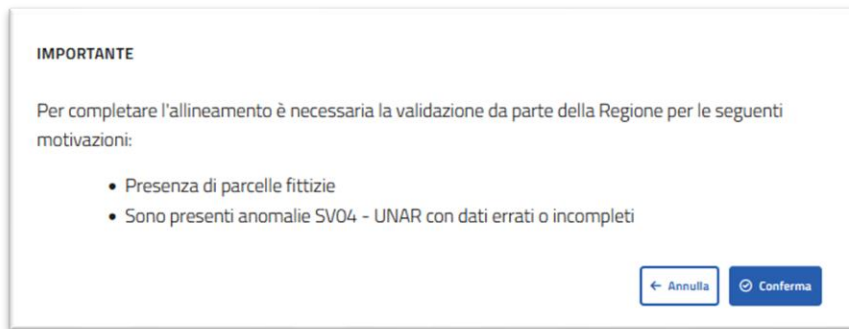 IMPORTANTE
Per completare l'allineamento è necessaria la validazione da parte della Regione per le seguenti
motivazioni:
• Presenza di parcelle fittizie
• Sono presenti anomalie SV04 - UNAR con dati errati o incompleti
← Annulla
Conferma